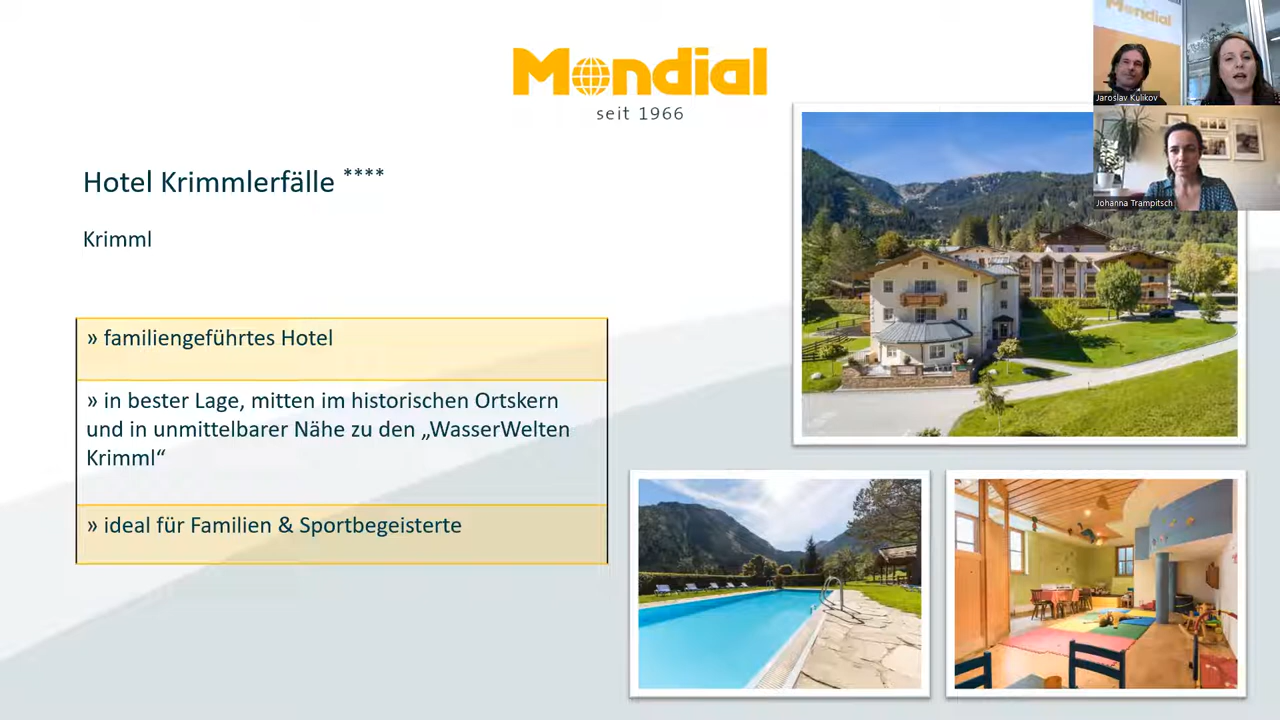 Mondial
seit 1966
Mondial
Jaroslav Kulikov
Johanna Trampitsch
Hotel Krimmlerfälle ****
Krimml
» familiengeführtes Hotel
» in bester Lage, mitten im historischen Ortskern
und in unmittelbarer Nähe zu den „WasserWelten
Krimml“
» ideal für Familien & Sportbegeisterte